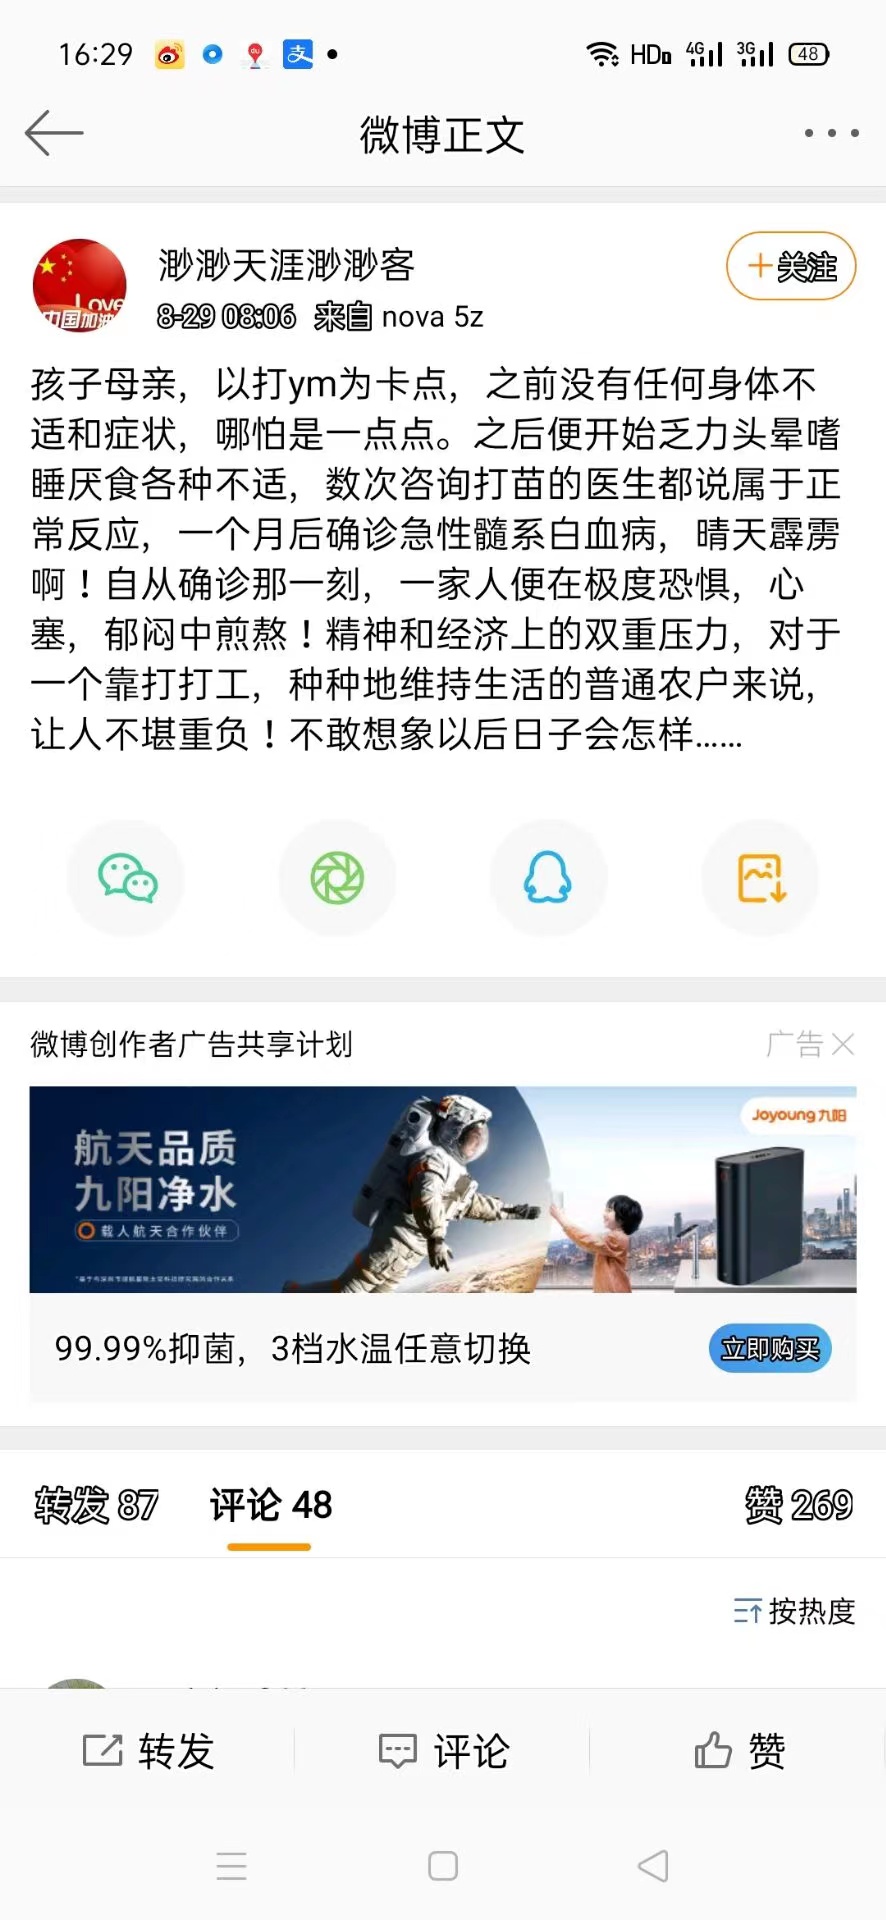 16:29
HD 4G 3G 48
微博正文
渺渺天涯渺渺客
+关注
8-29 08:06 来自 nova 5z
孩子母亲，以打ym为卡点，之前没有任何身体不
适和症状，哪怕是一点点。之后便开始乏力头晕嗜
睡厌食各种不适，数次咨询打苗的医生都说属于正
常反应，一个月后确诊急性髓系白血病，晴天霹雳
啊！自从确诊那一刻，一家人便在极度恐惧，心
塞，郁闷中煎熬！精神和经济上的双重压力，对于
一个靠打打工，种种地维持生活的普通农户来说，
让人不堪重负！不敢想象以后日子会怎样……
微博创作者广告共享计划
广告
Joyoung九阳
航天品质
九阳净水
载人航天合作伙伴
99.99%抑菌，3档水温任意切换
立即购买
转发 87 评论 48 赞 269
按热度
转发 评论 赞